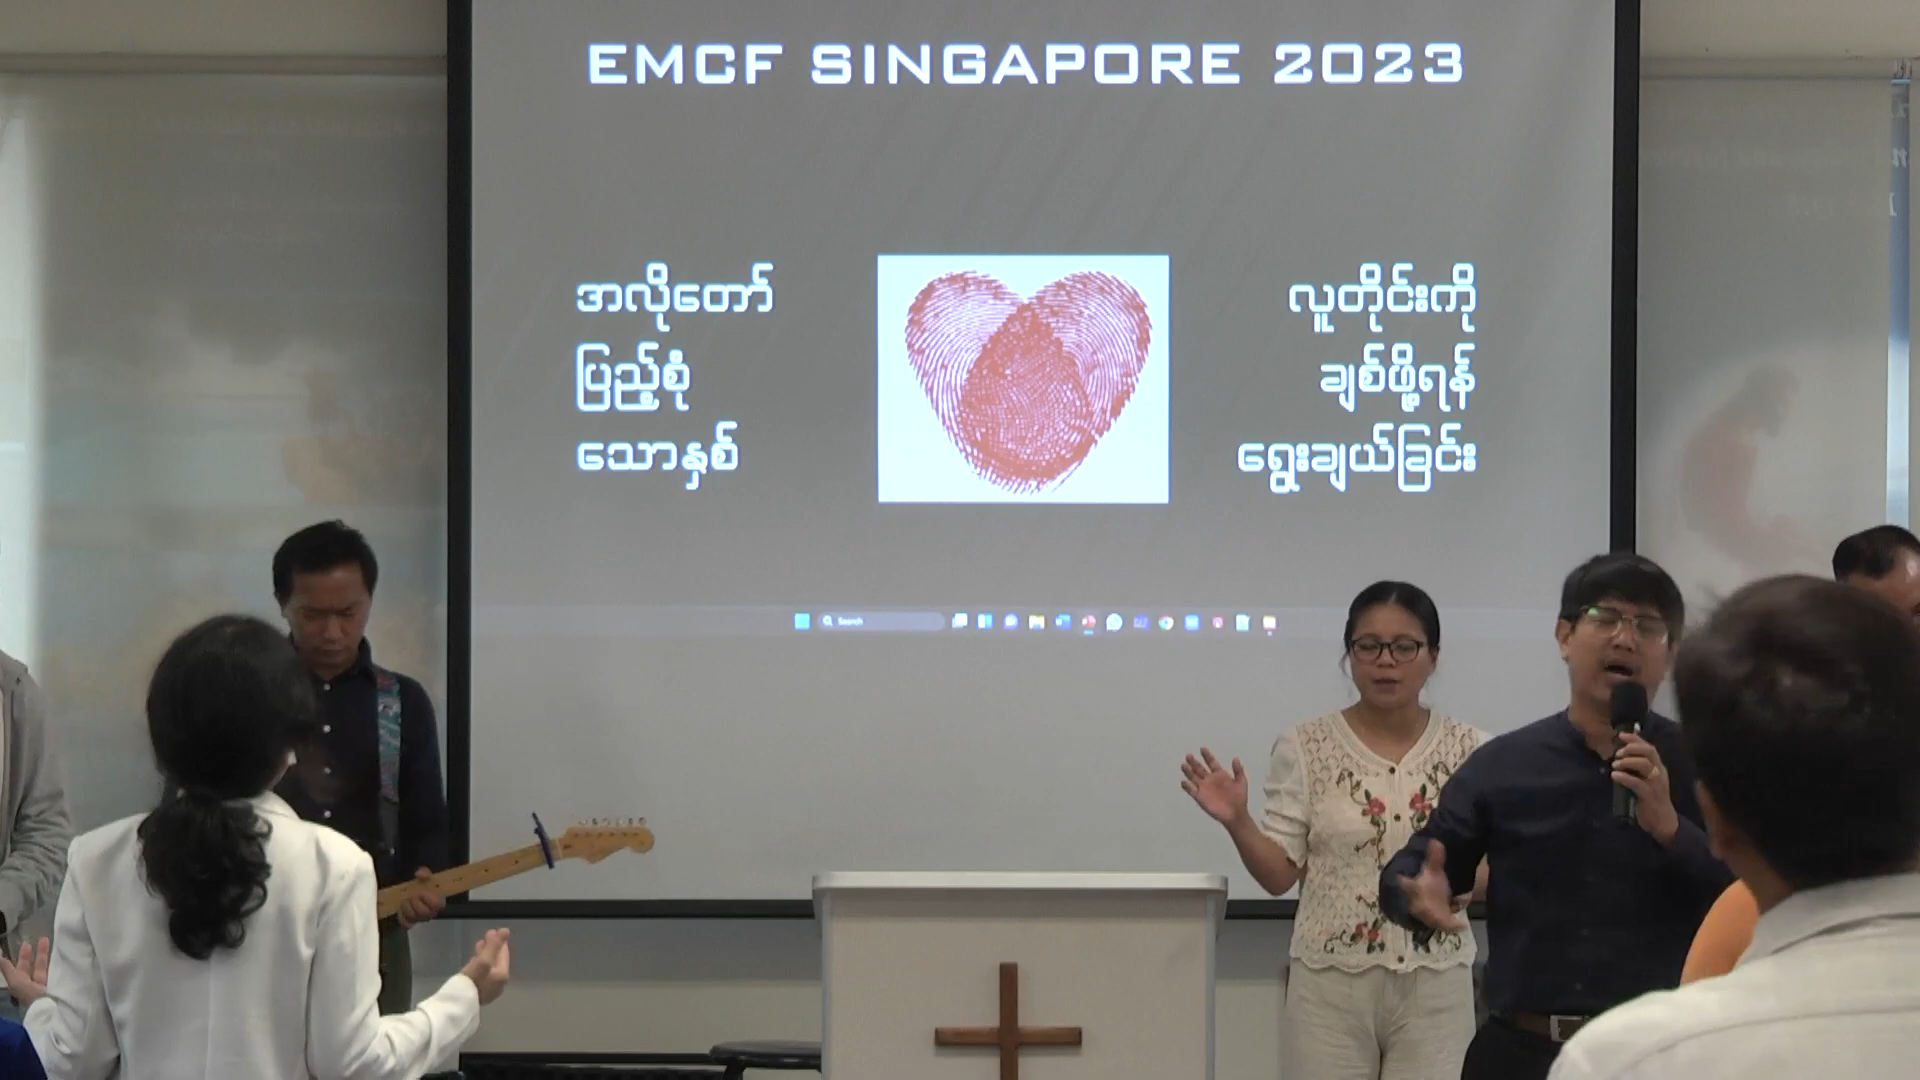 EMCF SINGAPORE 2023
အလိုတော်
ပြည့်စုံ
သောနှစ်
လူတိုင်းကို
ချစ်ဖို့ရန်
ရွေးချယ်ခြင်း
Search